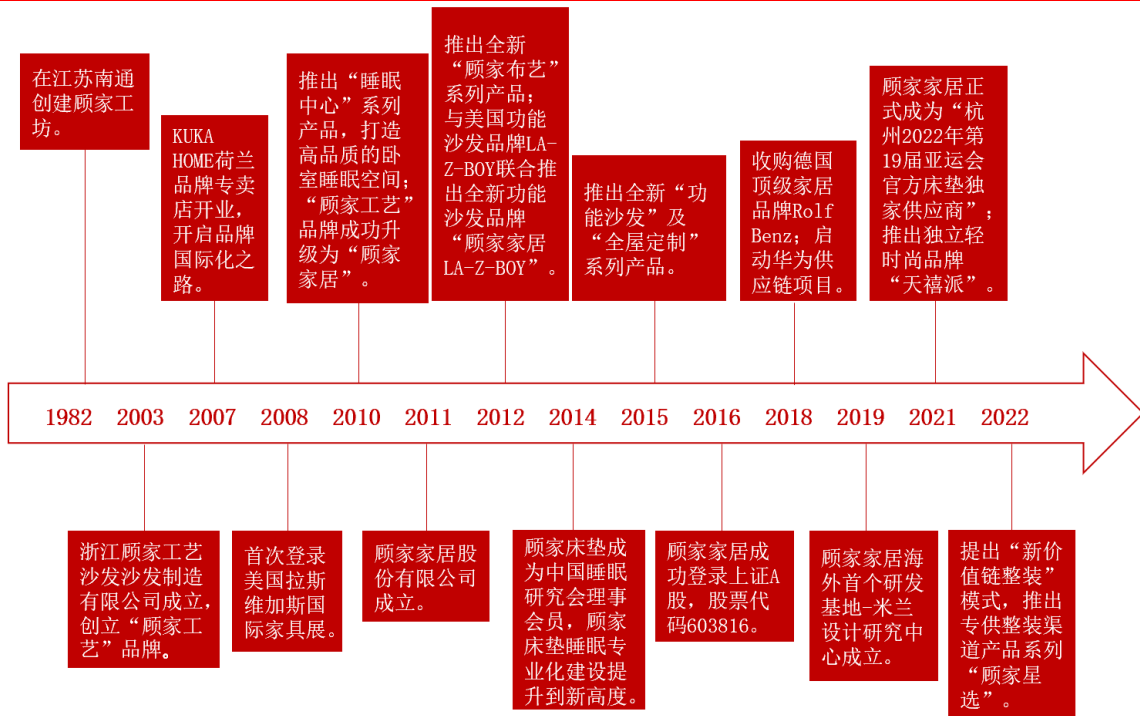 在江苏南通
创建顾家工
坊。
KUKA
HOME荷兰
品牌专卖
店开业，
开启品牌
国际化之
路。
推出“睡眠
中心”系列
产品，打造
高品质的卧
室睡眠空间；
“顾家工艺”
品牌成功升
级为“顾家
家居”。
推出全新
“顾家布艺”
系列产品；
与美国功能
沙发品牌LA-
Z-BOY联合推
出全新功能
沙发品牌
“顾家家居
LA-Z-BOY”。
推出全新“功
能沙发”及
“全屋定制”
系列产品。
收购德国
顶级家居
品牌Rolf
Benz；启
动华为供
应链项目。
顾家家居正
式成为“杭
州2022年第
19届亚运会
官方床垫独
家供应商”；
推出独立轻
时尚品牌
“天禧派”。
1982 2003 2007 2008 2010 2011 2012 2014 2015 2016 2018 2019 2021 2022
浙江顾家工艺
沙发沙发制造
有限公司成立，
创立“顾家工
艺”品牌。
首次登录
美国拉斯
维加斯国
际家具展。
顾家家居股
份有限公司
成立。
顾家床垫成
为中国睡眠
研究会理事
会员，顾家
床垫睡眠专
业化建设提
升到新高度。
顾家家居成
功登录上证A
股，股票代
码603816。
顾家家居海
外首个研发
基地-米兰
设计研究中
心成立。
提出“新价
值链整装”
模式，推出
专供整装渠
道产品系列
“顾家星
选”。